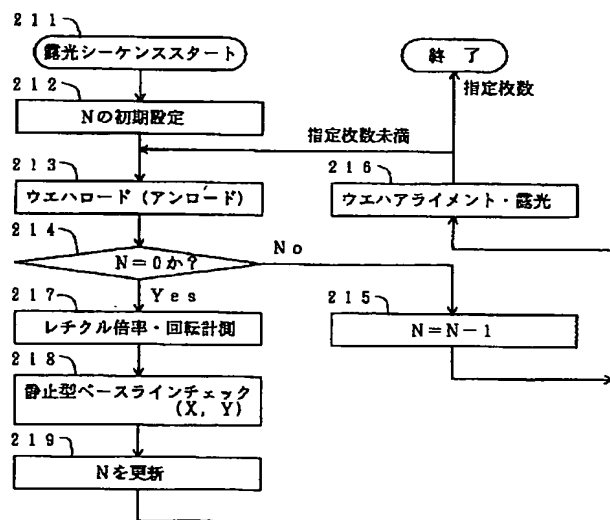 211
露光シーケンススタート
212
Nの初期設定
213
ウエハロード(アンロード)
214
N=0か?
No
Yes
217
レチクル倍率・回転計測
218
静止型ベースラインチェック
(X, Y)
219
Nを更新
終了
指定枚数
指定枚数未満
216
ウエハアライメント・露光
215
N=N-1